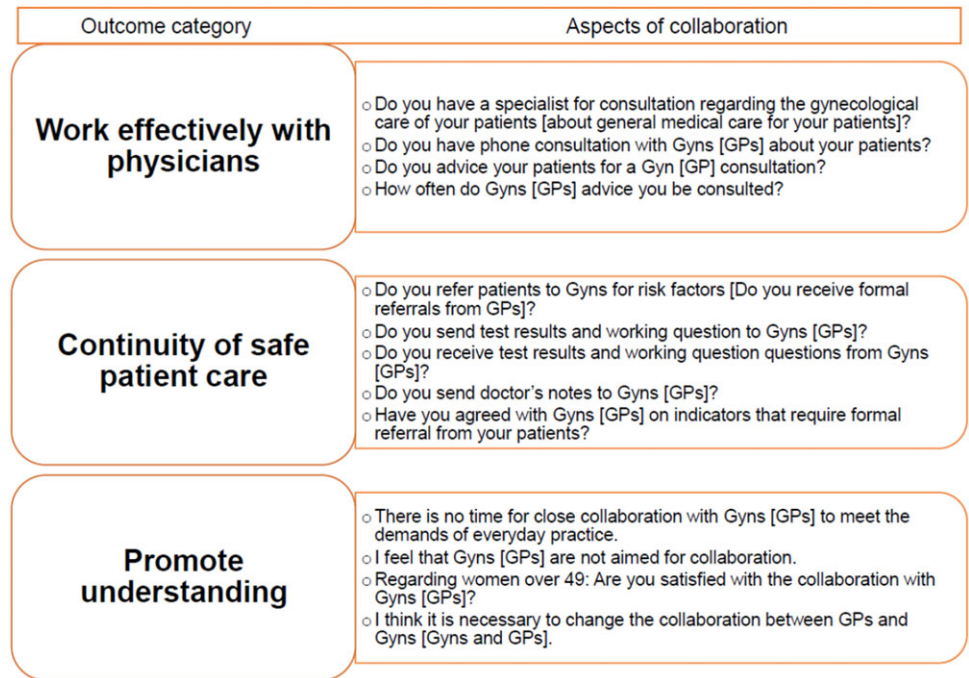 Outcome category
Aspects of collaboration
Work effectively with
physicians
○ Do you have a specialist for consultation regarding the gynecological
care of your patients [about general medical care for your patients]?
○ Do you have phone consultation with Gyns [GPs] about your patients?
○ Do you advice your patients for a Gyn [GP] consultation?
○ How often do Gyns [GPs] advice you be consulted?
Continuity of safe
patient care
○ Do you refer patients to Gyns for risk factors [Do you receive formal
referrals from GPs]?
○ Do you send test results and working question to Gyns [GPs]?
○ Do you receive test results and working question questions from Gyns
[GPs]?
○ Do you send doctor's notes to Gyns [GPs]?
○ Have you agreed with Gyns [GPs] on indicators that require formal
referral from your patients?
Promote
understanding
○ There is no time for close collaboration with Gyns [GPs] to meet the
demands of everyday practice.
○ I feel that Gyns [GPs] are not aimed for collaboration.
○ Regarding women over 49: Are you satisfied with the collaboration with
Gyns [GPs]?
○ I think it is necessary to change the collaboration between GPs and
Gyns [Gyns and GPs].